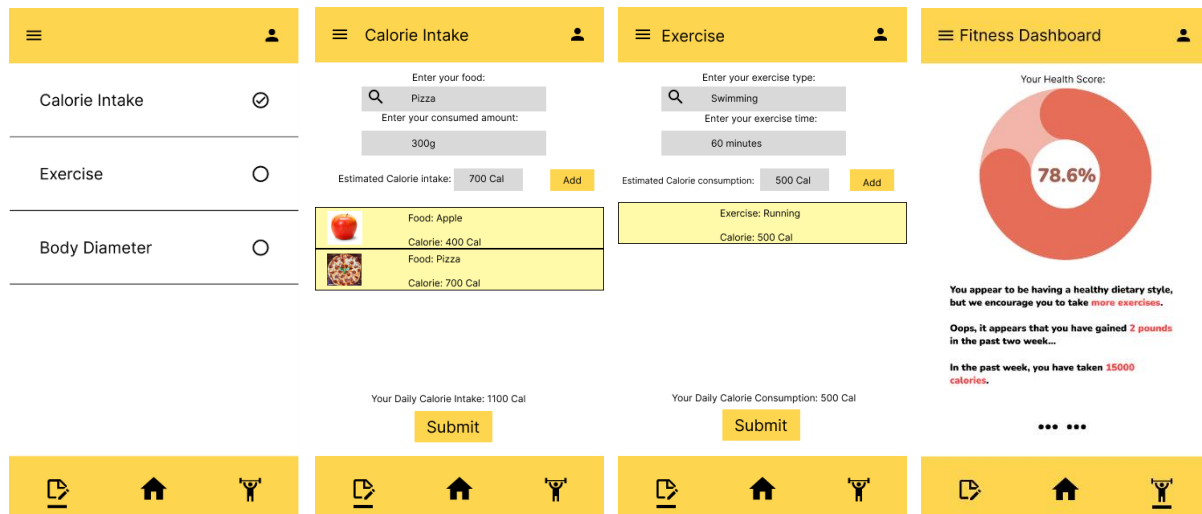 Calorie Intake
Exercise
Body Diameter
Calorie Intake
Enter your food:
Pizza
Enter your consumed amount:
300g
Estimated Calorie intake: 700 Cal Add
Food: Apple
Calorie: 400 Cal
Food: Pizza
Calorie: 700 Cal
Your Daily Calorie Intake: 1100 Cal
Submit
Exercise
Enter your exercise type:
Swimming
Enter your exercise time:
60 minutes
Estimated Calorie consumption: 500 Cal Add
Exercise: Running
Calorie: 500 Cal
Your Daily Calorie Consumption: 500 Cal
Submit
Fitness Dashboard
Your Health Score:
78.6%
You appear to be having a healthy dietary style,
but we encourage you to take more exercises.
Oops, it appears that you have gained 2 pounds
in the past two week...
In the past week, you have taken 15000
calories.